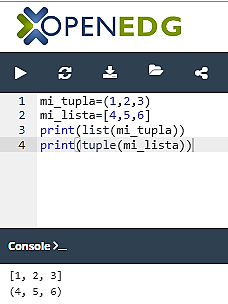 OPENEDG
1 mi_tupla=(1,2,3)
2 mi_lista=[4,5,6]
3 print(list(mi_tupla))
4 print(tuple(mi_lista))
Console >_
[1, 2, 3]
(4, 5, 6)